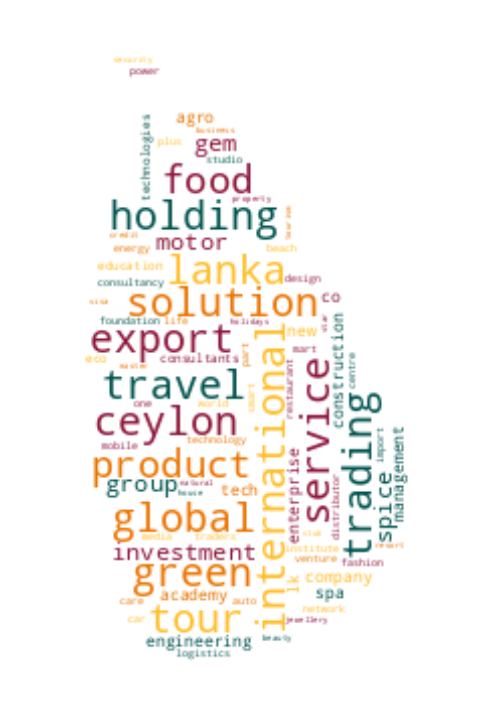 security
power
technologies
agro
business
plus
gem
studio
food
property
holding
tourism
credit
motor
energy
beach
education
lanka
design
consultancy
visa
solution
co
foundation
life
holidays
star
new
export
international
construction
mart
part
eco
consultants
master
restaurant
service
centre
travel
smart
one
world
trading
ceylon
mobile
technology
import
management
product
enterprise
spice
distributor
group
natural
house
tech
global
club
media
traders
investment
institute
resort
venture
fashion
green
lk
company
academy
spa
care
auto
network
tour
car
jewellery
engineering
beauty
logistics